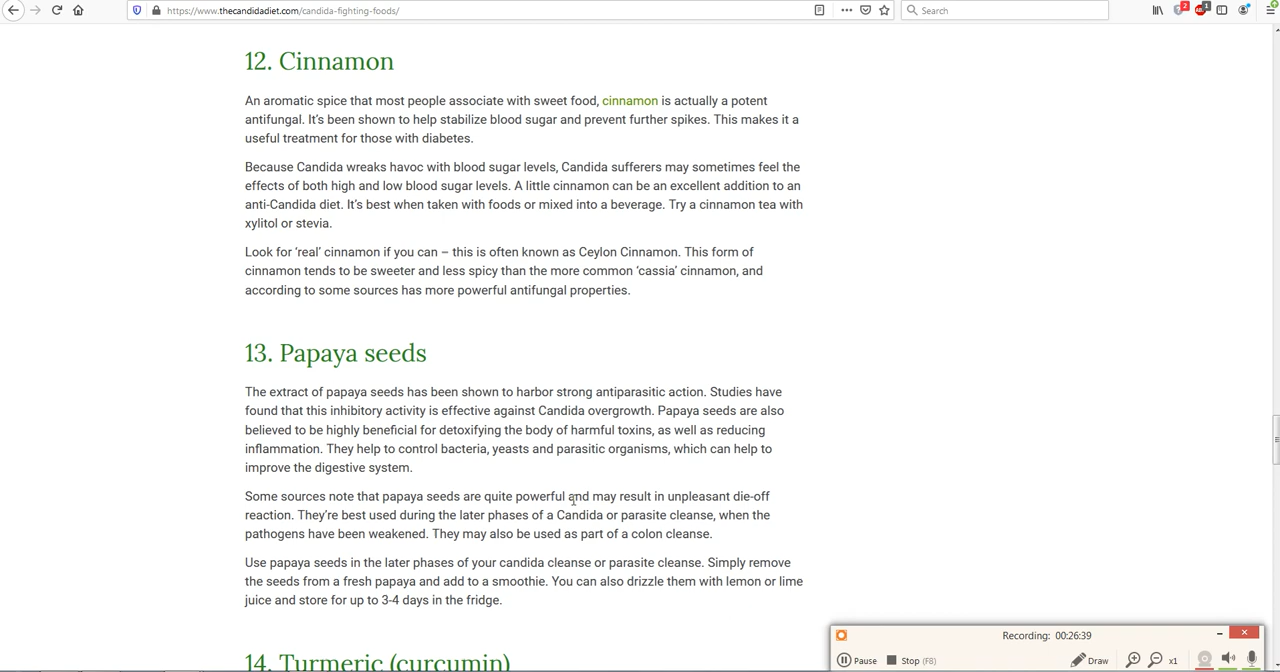 https://www.thecandidadiet.com/candida-fighting-foods/
Search
2
1
12. Cinnamon
An aromatic spice that most people associate with sweet food, cinnamon is actually a potent
antifungal. It's been shown to help stabilize blood sugar and prevent further spikes. This makes it a
useful treatment for those with diabetes.
Because Candida wreaks havoc with blood sugar levels, Candida sufferers may sometimes feel the
effects of both high and low blood sugar levels. A little cinnamon can be an excellent addition to an
anti-Candida diet. It's best when taken with foods or mixed into a beverage. Try a cinnamon tea with
xylitol or stevia.
Look for 'real' cinnamon if you can – this is often known as Ceylon Cinnamon. This form of
cinnamon tends to be sweeter and less spicy than the more common 'cassia' cinnamon, and
according to some sources has more powerful antifungal properties.
13. Papaya seeds
The extract of papaya seeds has been shown to harbor strong antiparasitic action. Studies have
found that this inhibitory activity is effective against Candida overgrowth. Papaya seeds are also
believed to be highly beneficial for detoxifying the body of harmful toxins, as well as reducing
inflammation. They help to control bacteria, yeasts and parasitic organisms, which can help to
improve the digestive system.
Some sources note that papaya seeds are quite powerful and may result in unpleasant die-off
reaction. They're best used during the later phases of a Candida or parasite cleanse, when the
pathogens have been weakened. They may also be used as part of a colon cleanse.
Use papaya seeds in the later phases of your candida cleanse or parasite cleanse. Simply remove
the seeds from a fresh papaya and add to a smoothie. You can also drizzle them with lemon or lime
juice and store for up to 3-4 days in the fridge.
14. Turmeric (curcumin)
Recording: 00:26:39
Pause
Stop (F8)
Draw
x1